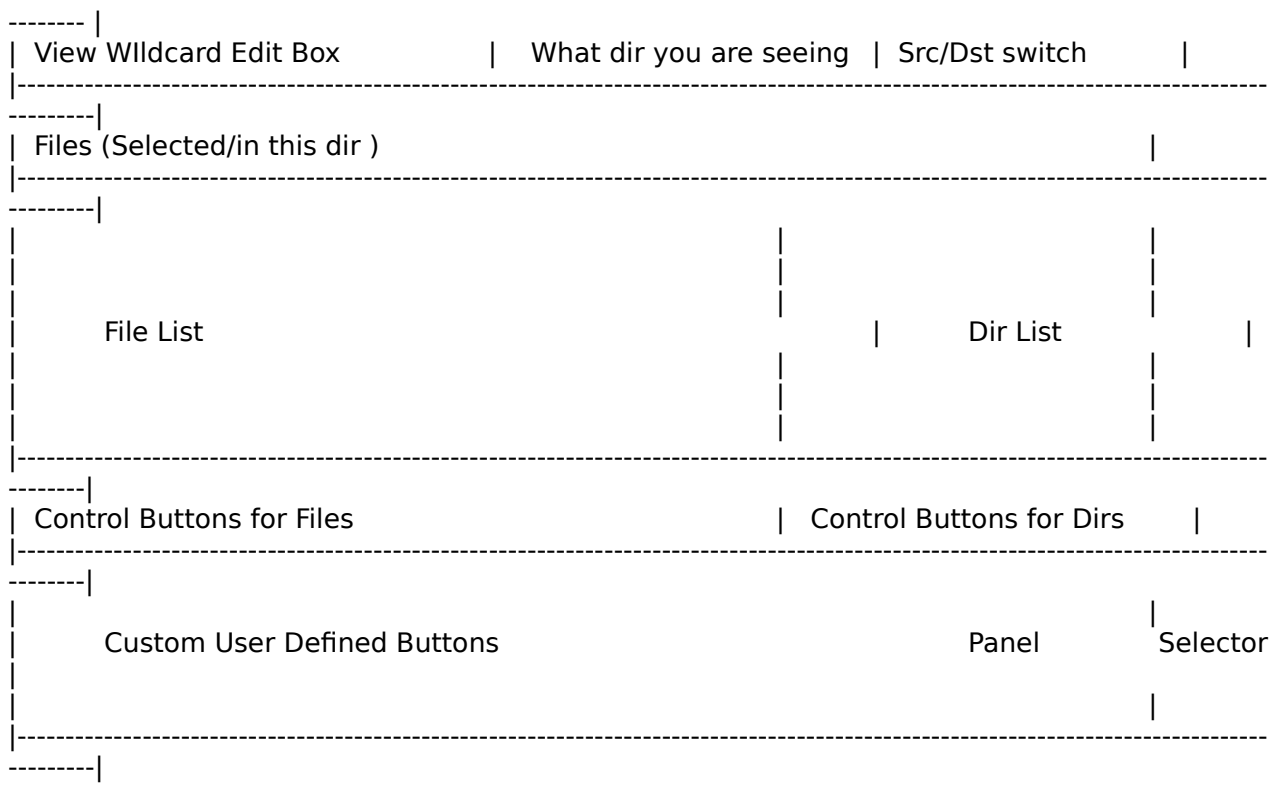 -------- |
| View WIldcard Edit Box | What dir you are seeing | Src/Dst switch |
|--------------------------------------------------------------------------------------------------------------------------------------
---------|
| Files (Selected/in this dir ) |
|--------------------------------------------------------------------------------------------------------------------------------------
---------|
| | |
| | |
| | |
| File List | Dir List |
| | |
| | |
| | |
|--------------------------------------------------------------------------------------------------------------------------------------
--------|
| Control Buttons for Files | Control Buttons for Dirs |
|--------------------------------------------------------------------------------------------------------------------------------------
--------|
| |
| Custom User Defined Buttons Panel Selector
|
| |
|--------------------------------------------------------------------------------------------------------------------------------------
---------|